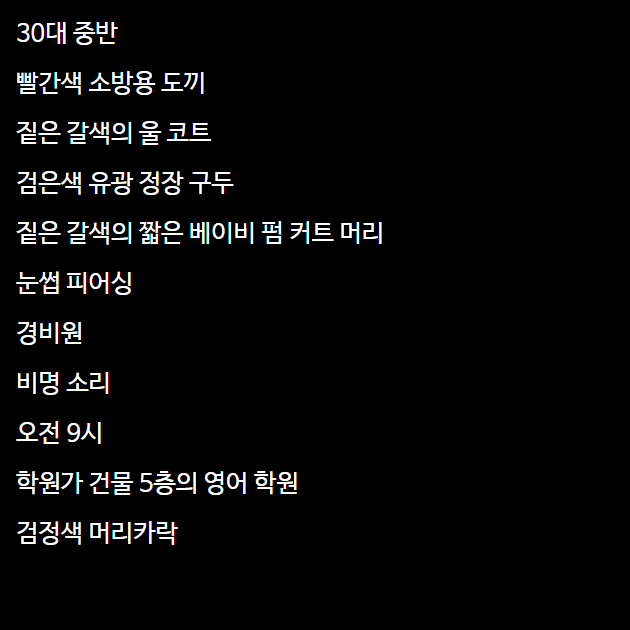 30대 중반
빨간색 소방용 도끼
짙은 갈색의 울 코트
검은색 유광 정장 구두
짙은 갈색의 짧은 베이비 펌 커트 머리
눈썹 피어싱
경비원
비명 소리
오전 9시
학원가 건물 5층의 영어 학원
검정색 머리카락